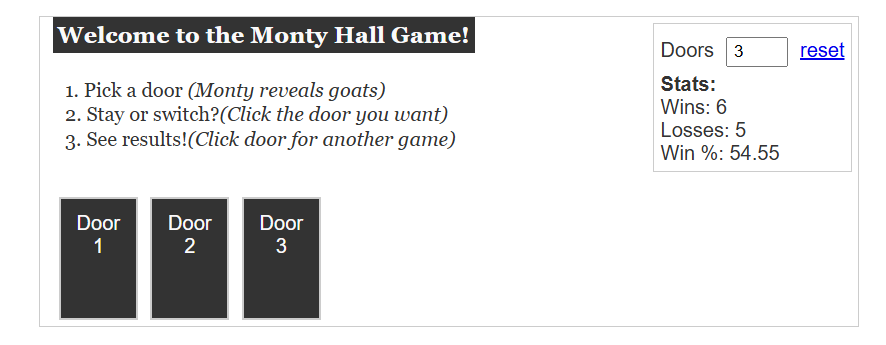 Welcome to the Monty Hall Game!
1. Pick a door (Monty reveals goats)
2. Stay or switch?(Click the door you want)
3. See results!(Click door for another game)
Doors 3 reset
Stats:
Wins: 6
Losses: 5
Win %: 54.55
Door
1
Door
2
Door
3